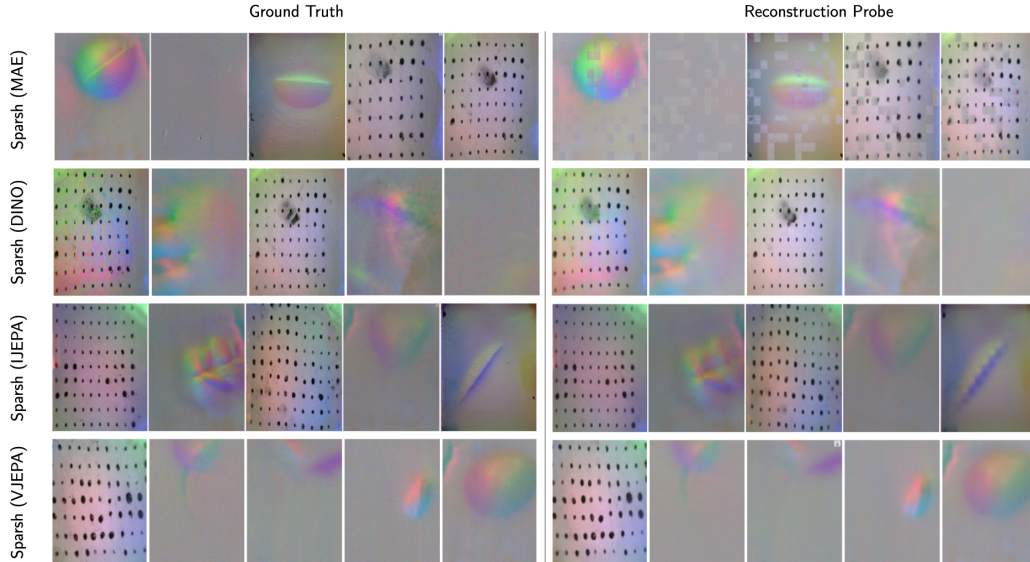 Ground Truth
Reconstruction Probe
Sparsh (MAE)
Sparsh (DINO)
Sparsh (IJEPA)
Sparsh (VJEPA)